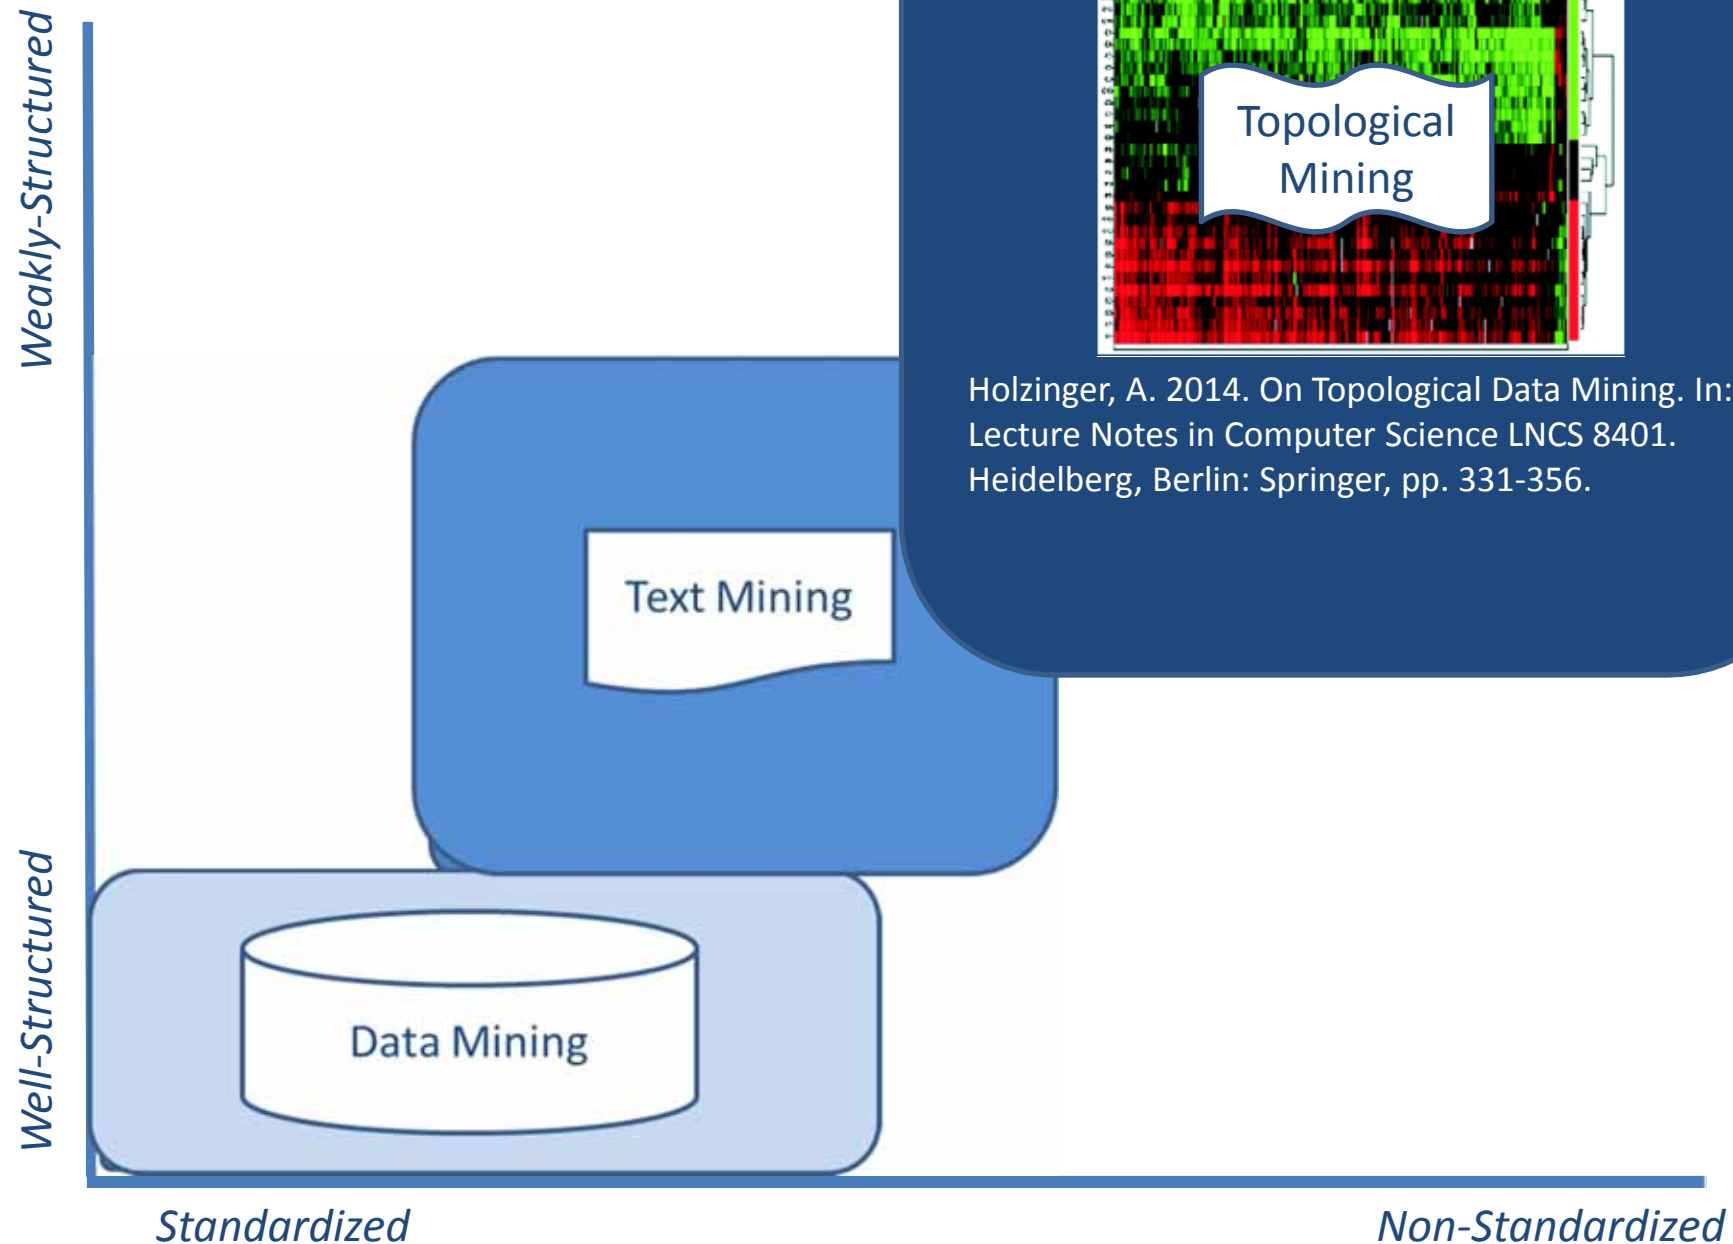 Weakly-Structured
Topological
Mining
Holzinger, A. 2014. On Topological Data Mining. In:
Lecture Notes in Computer Science LNCS 8401.
Heidelberg, Berlin: Springer, pp. 331-356.
Text Mining
Well-Structured
Data Mining
Standardized
Non-Standardized